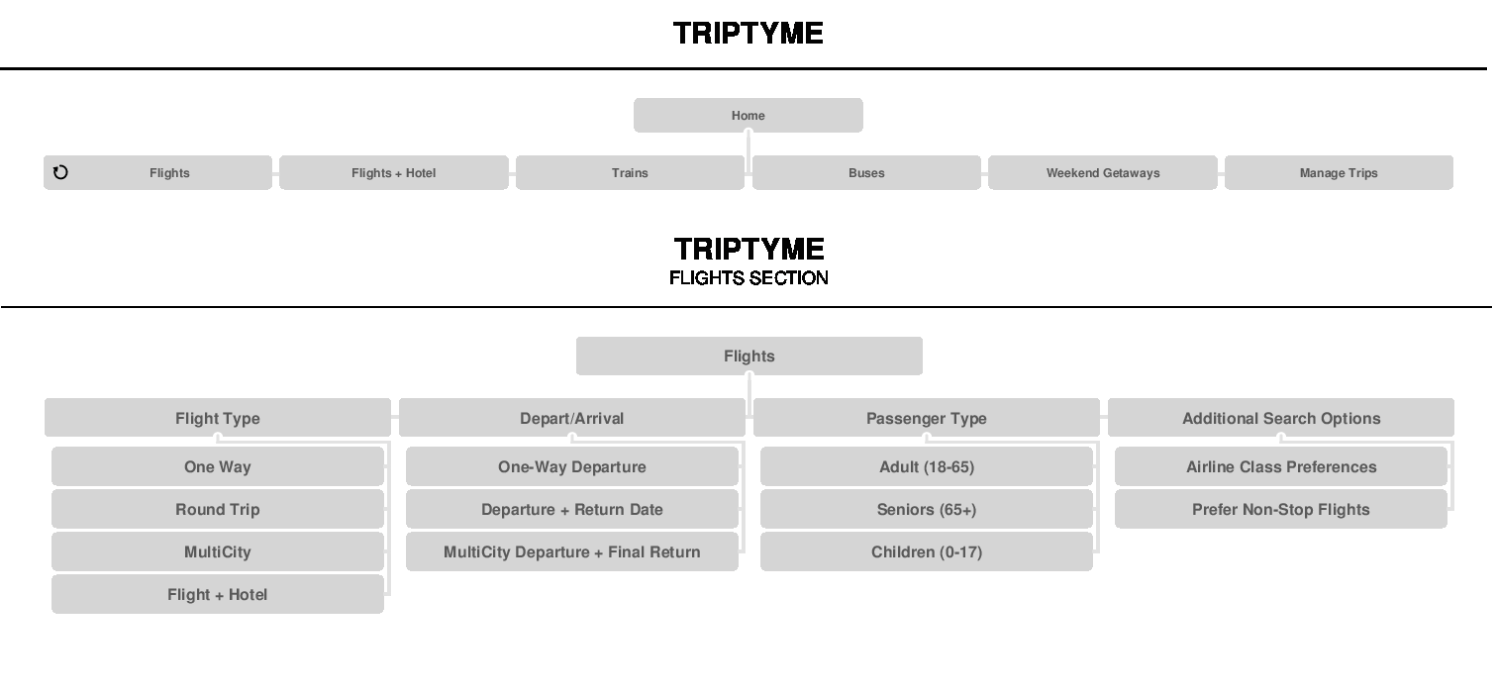 TRIPTYME
Home
Flights
Flights + Hotel
Trains
Buses
Weekend Getaways
Manage Trips
TRIPTYME
FLIGHTS SECTION
Flights
Flight Type
Depart/Arrival
Passenger Type
Additional Search Options
One Way
One-Way Departure
Adult (18-65)
Airline Class Preferences
Round Trip
Departure + Return Date
Seniors (65+)
Prefer Non-Stop Flights
MultiCity
MultiCity Departure + Final Return
Children (0-17)
Flight + Hotel